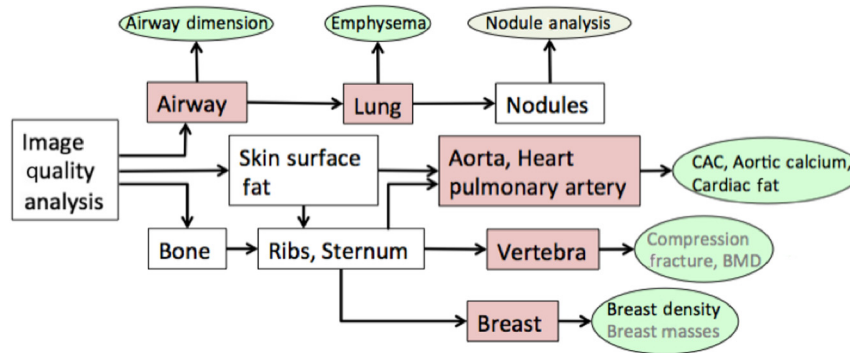 Airway dimension
Emphysema
Nodule analysis
Airway
Lung
Nodules
Image
quality
analysis
Skin surface
fat
Aorta, Heart
pulmonary artery
CAC, Aortic calcium,
Cardiac fat
Bone
Ribs, Sternum
Vertebra
Compression
fracture, BMD
Breast
Breast density
Breast masses